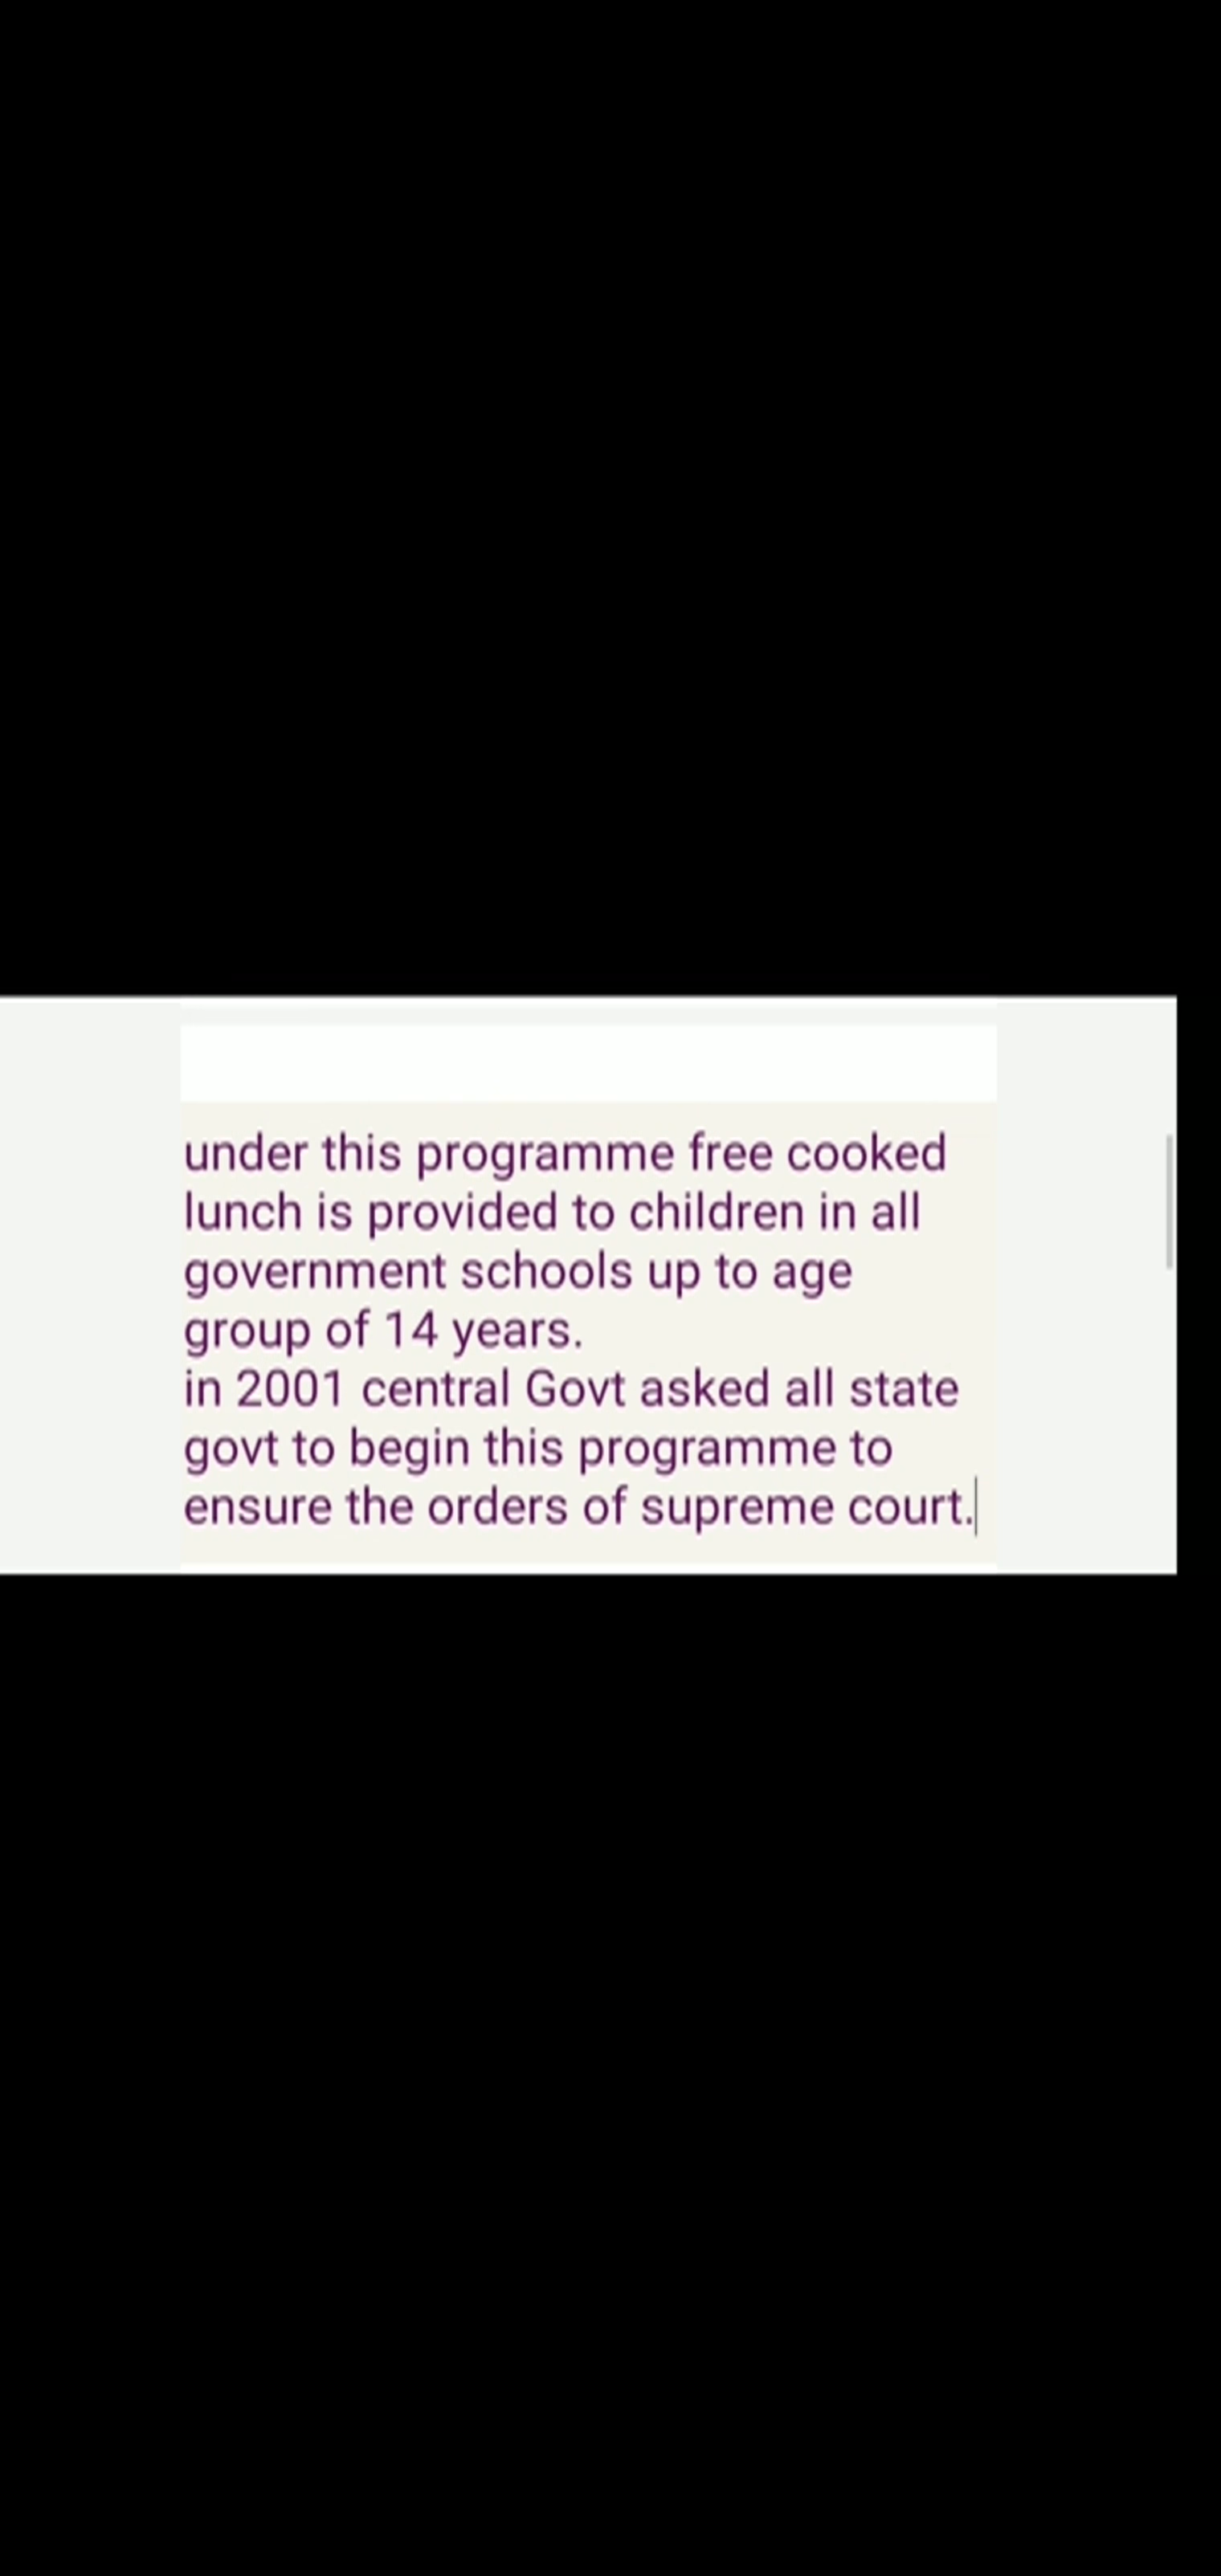 under this programme free cooked
lunch is provided to children in all
government schools up to age
group of 14 years.
in 2001 central Govt asked all state
govt to begin this programme to
ensure the orders of supreme court.